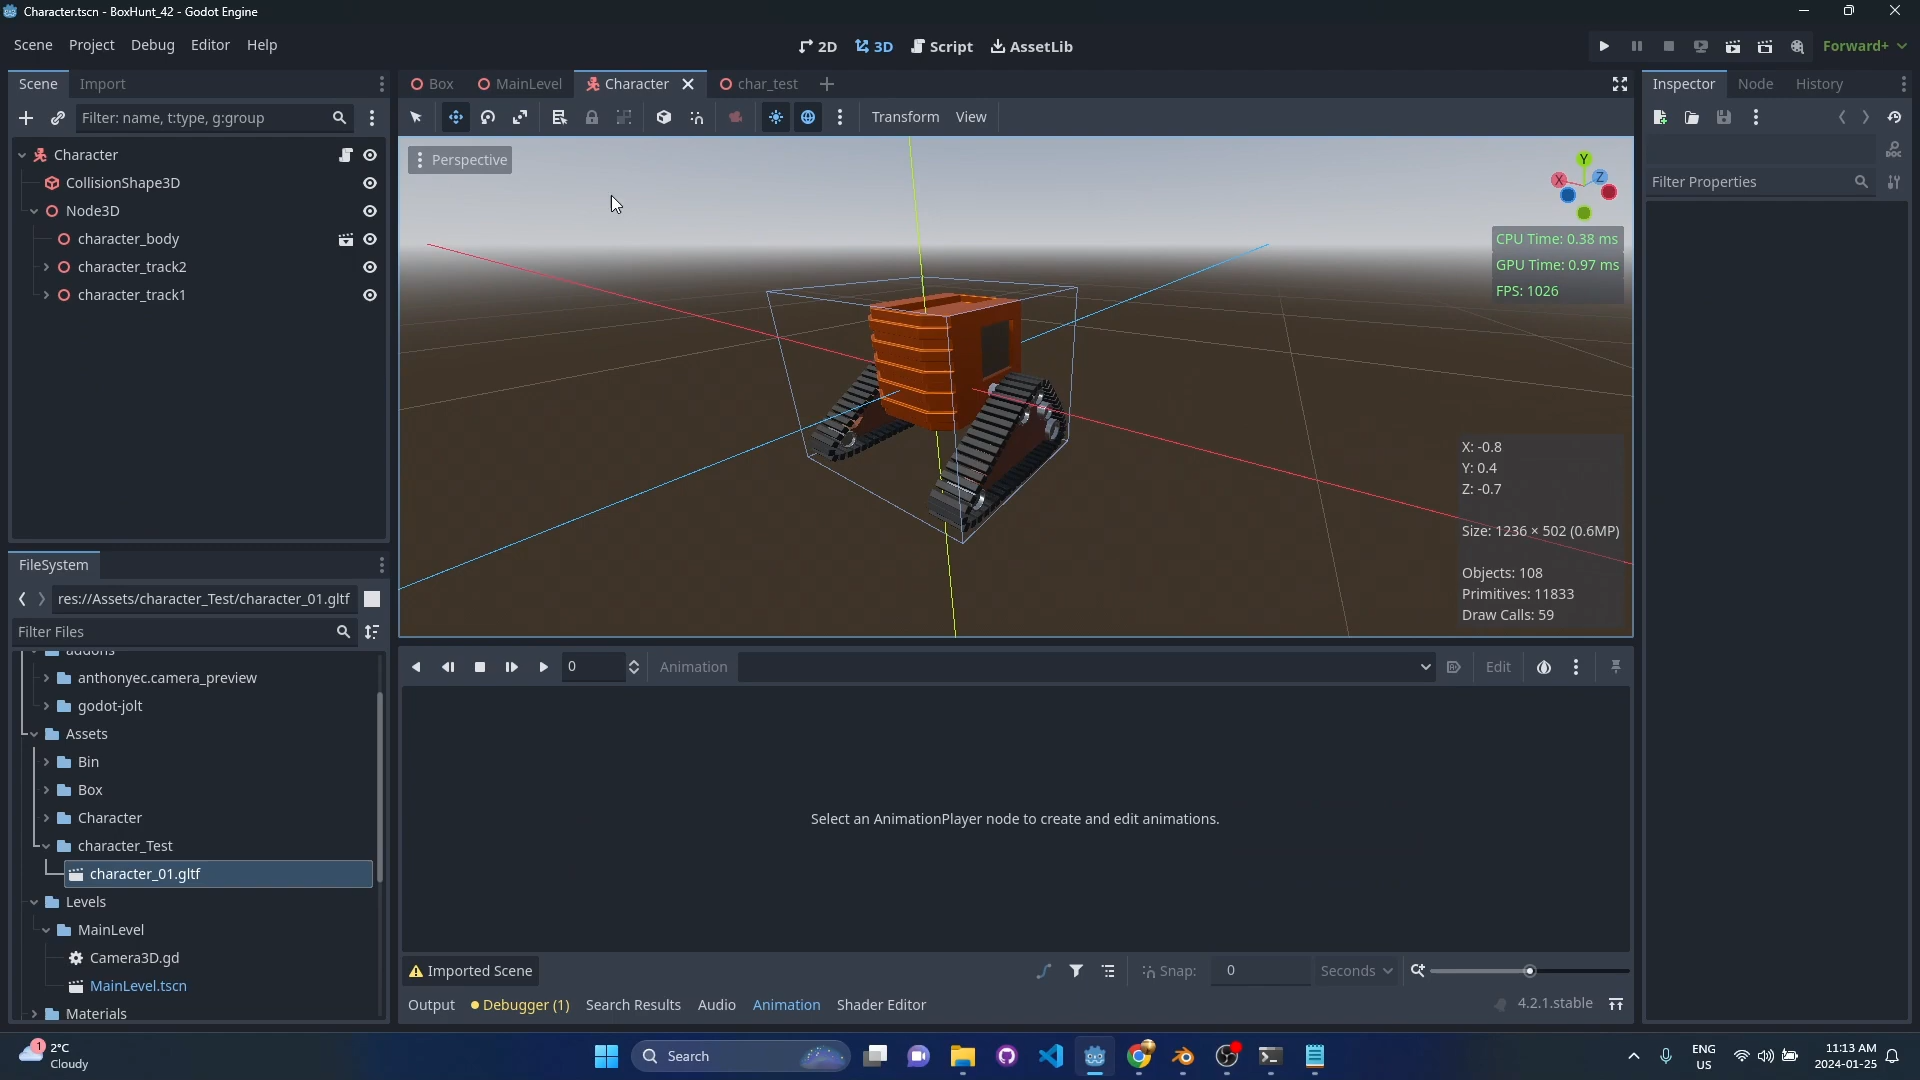 Character.tscn - BoxHunt_42 - Godot Engine
Scene Project Debug Editor Help
2D 3D Script AssetLib
Forward+
Scene Import
Box MainLevel Character char_test
Inspector Node History
Filter: name, t:type, g:group
Transform View
Character
CollisionShape3D
Node3D
character_body
character_track2
character_track1
Perspective
Y
X
Z
CPU Time: 0.38 ms
GPU Time: 0.97 ms
FPS: 1026
X: -0.8
Y: 0.4
Z: -0.7
Size: 1236 × 502 (0.6MP)
Objects: 108
Primitives: 11833
Draw Calls: 59
DOC
Filter Properties
FileSystem
res://Assets/character_Test/character_01.gltf
Filter Files
addons
anthonyec.camera_preview
godot-jolt
Assets
Bin
Box
Character
character_Test
character_01.gltf
Levels
MainLevel
Camera3D.gd
MainLevel.tscn
Materials
0
Animation
Edit
Select an AnimationPlayer node to create and edit animations.
Imported Scene
Snap: 0 Seconds
Output Debugger (1) Search Results Audio Animation Shader Editor
4.2.1.stable
1
2°C
Cloudy
Search
ENG
US
11:13 AM
2024-01-25